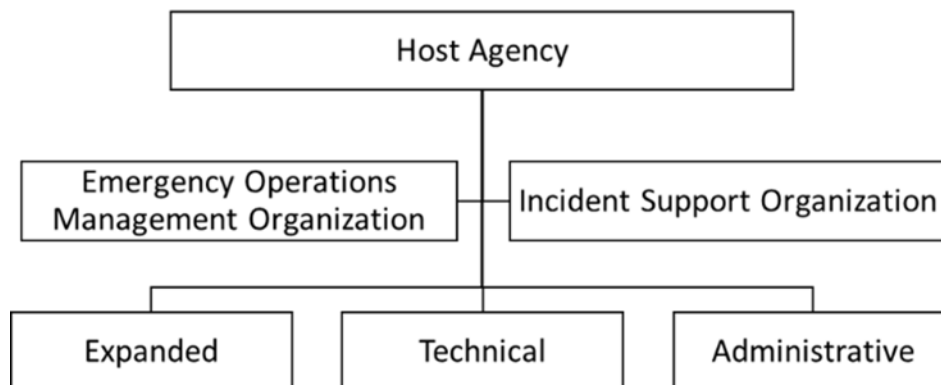 Host Agency
Emergency Operations
Management Organization
Incident Support Organization
Expanded
Technical
Administrative